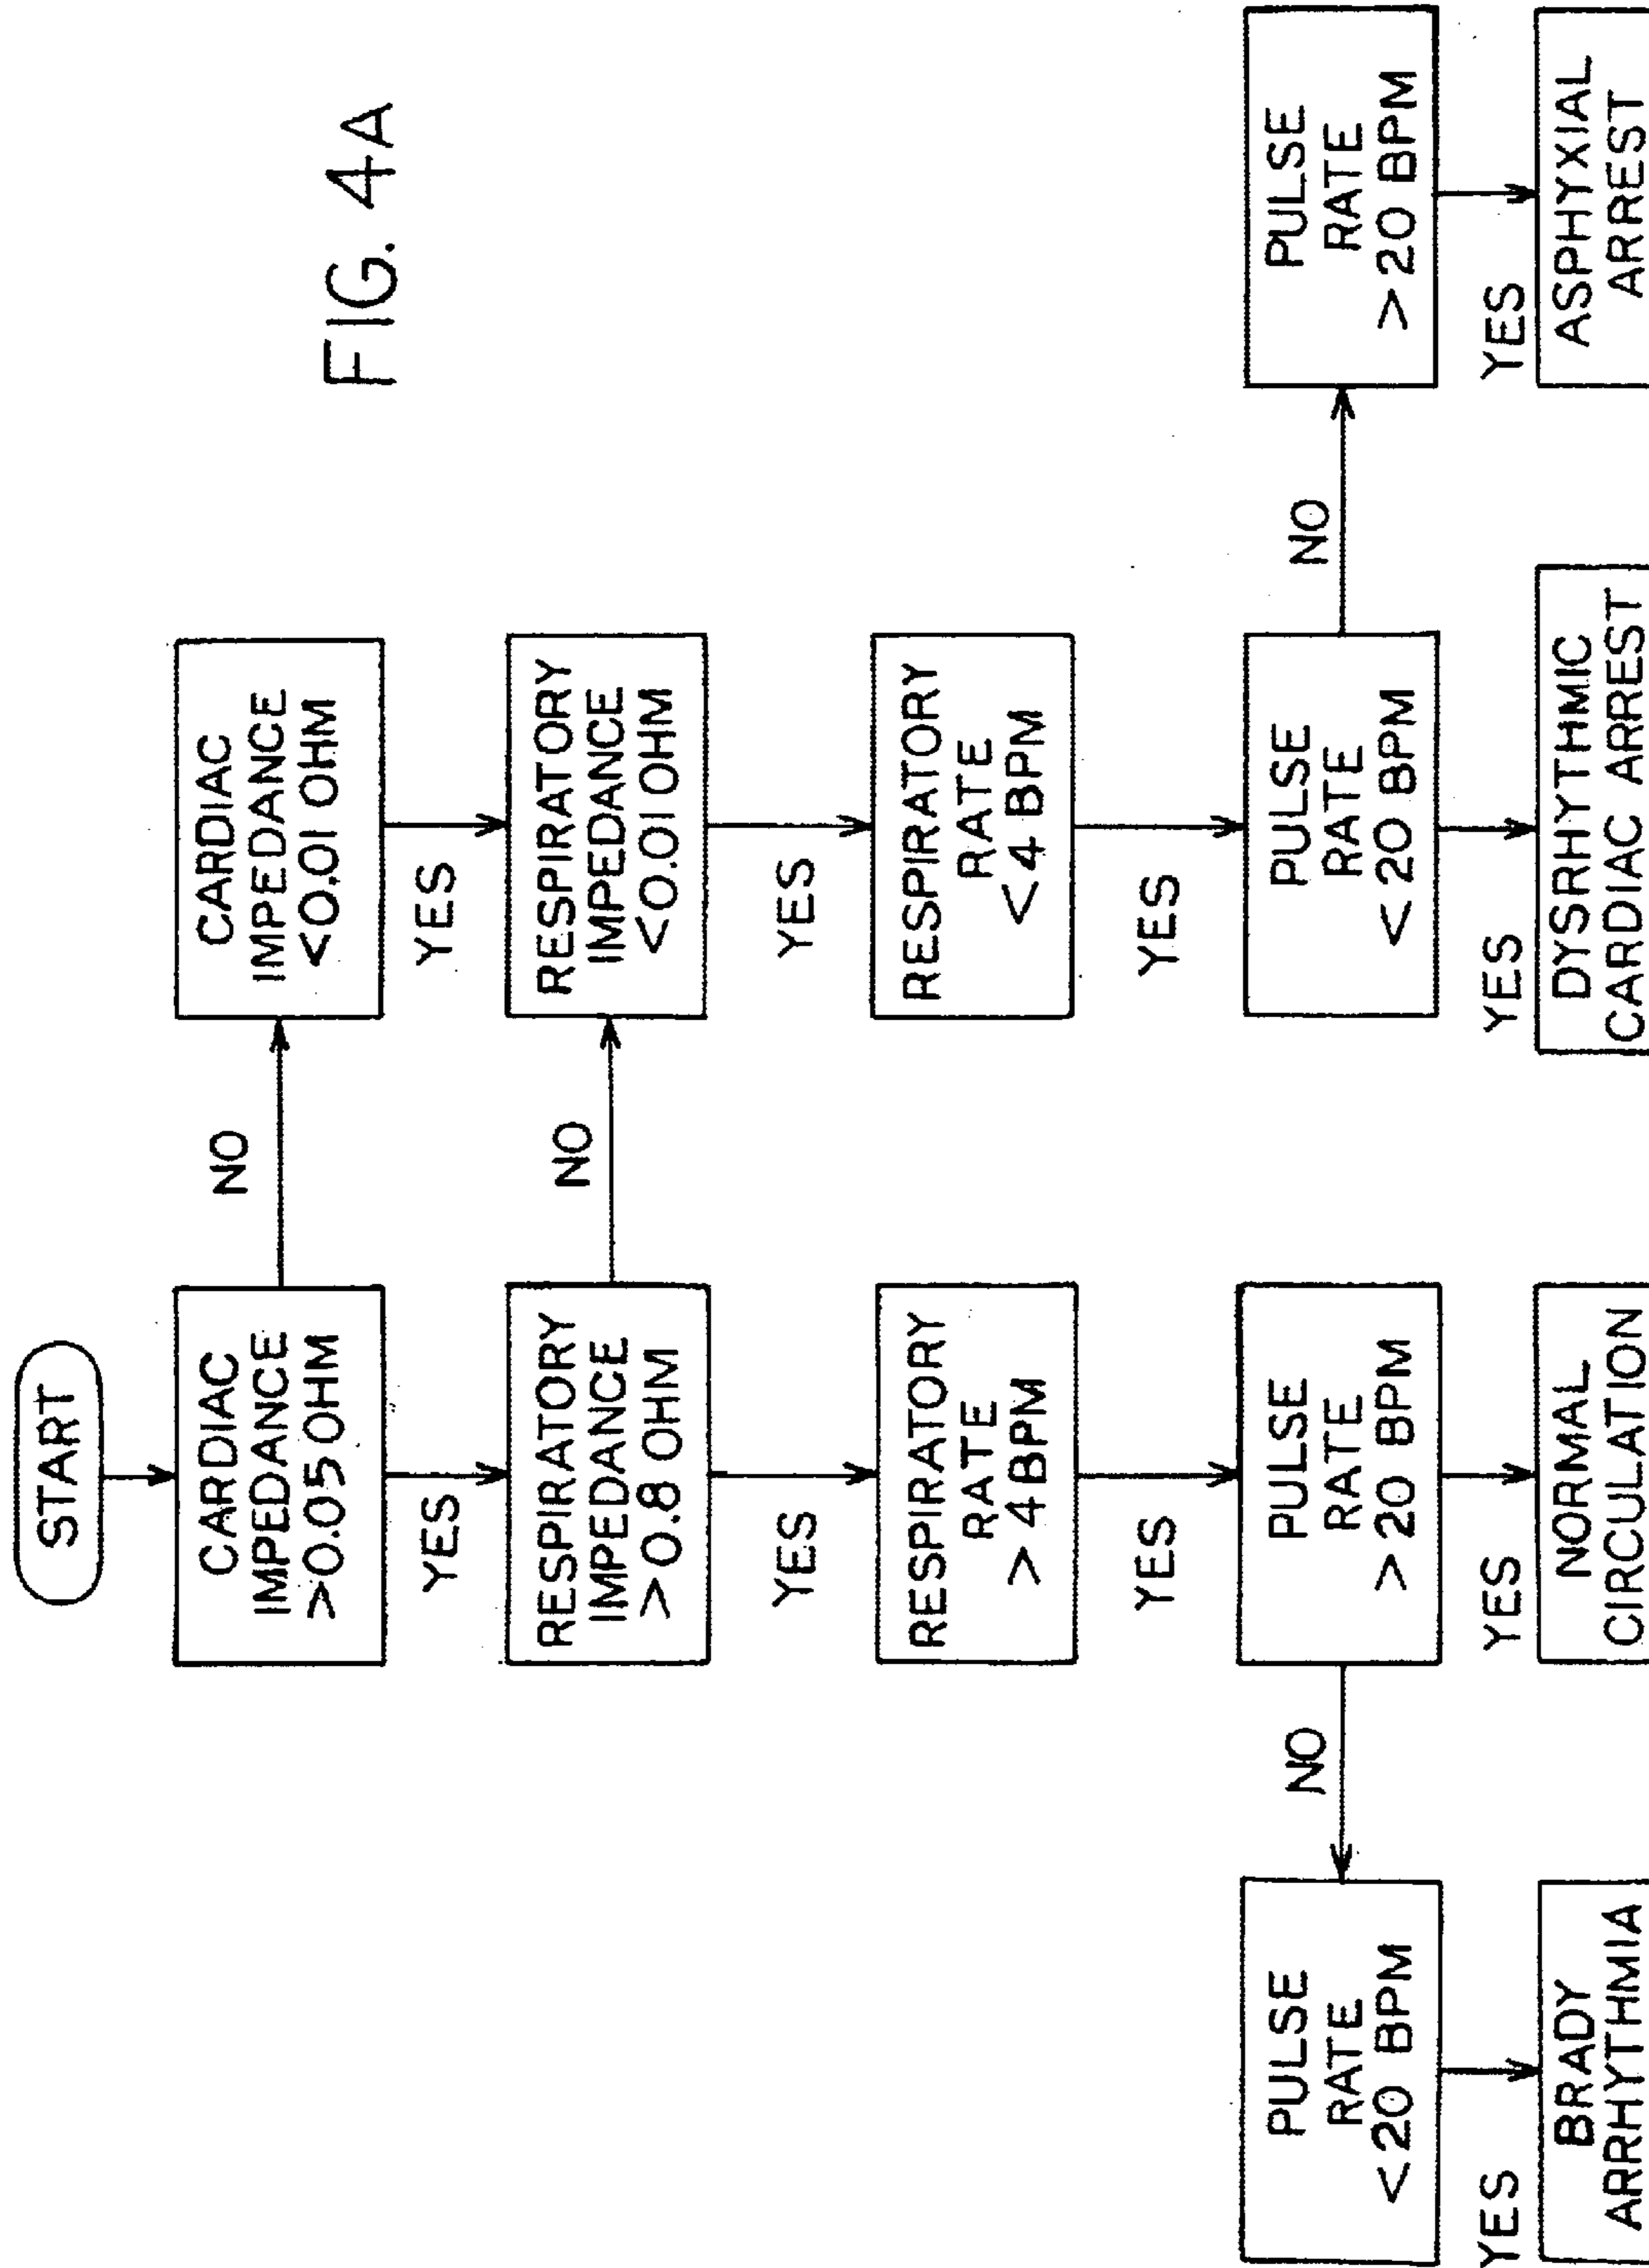 FIG. 4A
START
CARDIAC
IMPEDANCE
>0.05 OHM
NO
CARDIAC
IMPEDANCE
<0.01 OHM
YES
YES
RESPIRATORY
IMPEDANCE
>0.8 OHM
NO
RESPIRATORY
IMPEDANCE
<0.01 OHM
YES
YES
RESPIRATORY
RATE
>4 BPM
RESPIRATORY
RATE
<4 BPM
YES
YES
PULSE
RATE
<20 BPM
NO
PULSE
RATE
>20 BPM
PULSE
RATE
<20 BPM
NO
PULSE
RATE
>20 BPM
YES
YES
YES
YES
BRADY
ARRHYTHMIA
NORMAL
CIRCULATION
DYSRHYTHMIC
CARDIAC ARREST
ASPHYXIAL
ARREST